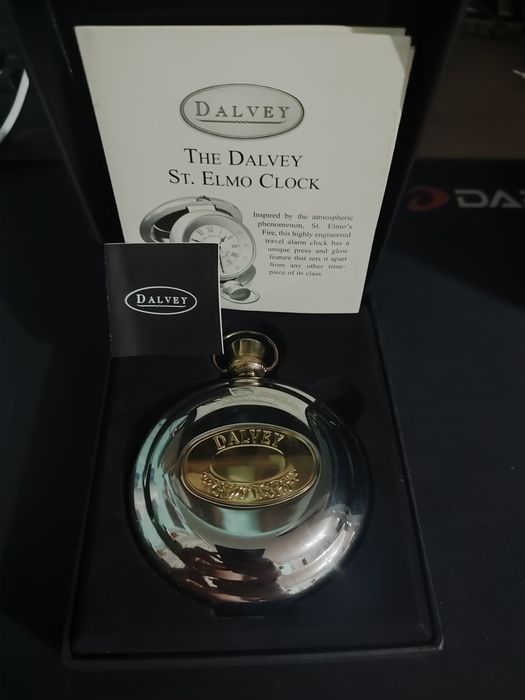 DALVEY
THE DALVEY
ST. ELMO CLOCK
Inspired by the atmospheric
phenomenon, St. Elmo's
Fire, this highly engineered
travel alarm clock has a
unique press and glow
feature that sets it apart
from any other time-
piece of its class.
DALVEY
DALVEY
DA